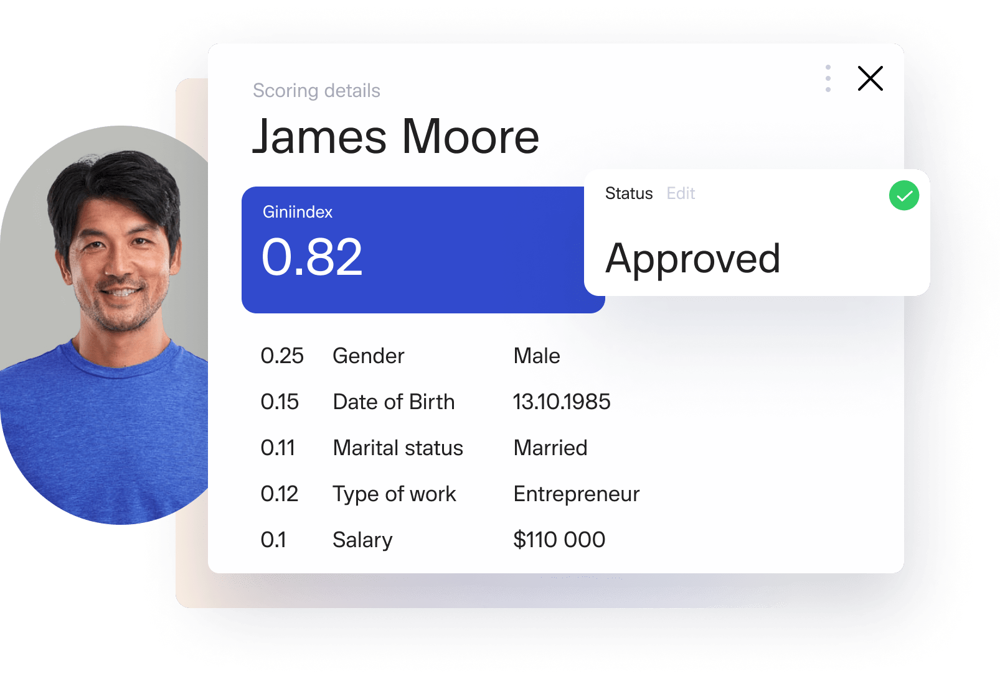 Scoring details
James Moore
Giniindex
0.82
Status Edit
Approved
0.25 Gender Male
0.15 Date of Birth 13.10.1985
0.11 Marital status Married
0.12 Type of work Entrepreneur
0.1 Salary $110 000